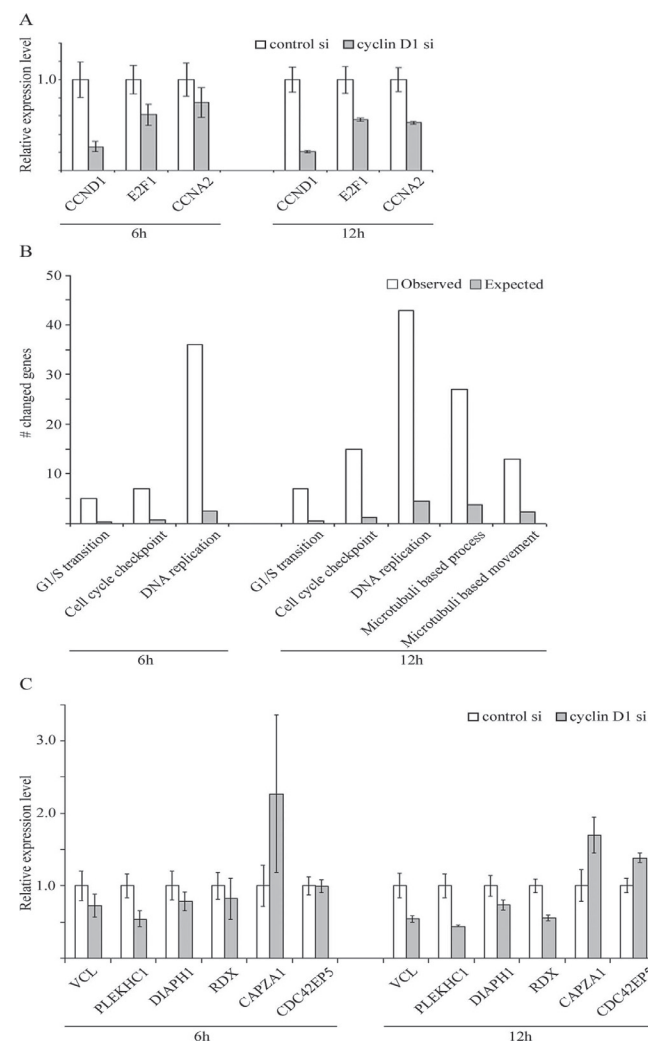 A
control si cyclin D1 si
Relative expression level
1.0
CCND1 E2F1 CCNA2 CCND1 E2F1 CCNA2
6h 12h
B
Observed Expected
# changed genes
50
40
30
20
10
G1/S transition Cell cycle checkpoint DNA replication G1/S transition Cell cycle checkpoint DNA replication Microtubuli based process Microtubuli based movement
6h 12h
C
control si cyclin D1 si
Relative expression level
3.0
2.0
1.0
VCL PLEKHC1 DIAPH1 RDX CAPZA1 CDC42EP5 VCL PLEKHC1 DIAPH1 RDX CAPZA1 CDC42EP5
6h 12h